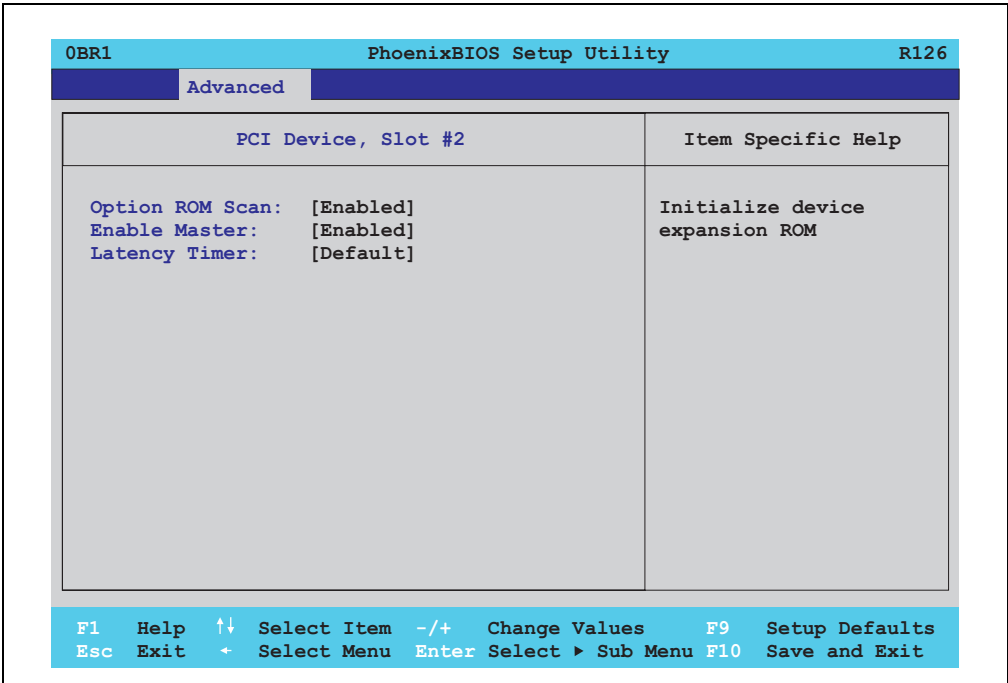 0BR1 PhoenixBIOS Setup Utility R126
Advanced
PCI Device, Slot #2 Item Specific Help
Option ROM Scan: [Enabled] Initialize device
Enable Master: [Enabled] expansion ROM
Latency Timer: [Default]
F1 Help ↑↓ Select Item -/+ Change Values F9 Setup Defaults
Esc Exit ← Select Menu Enter Select ▶ Sub Menu F10 Save and Exit